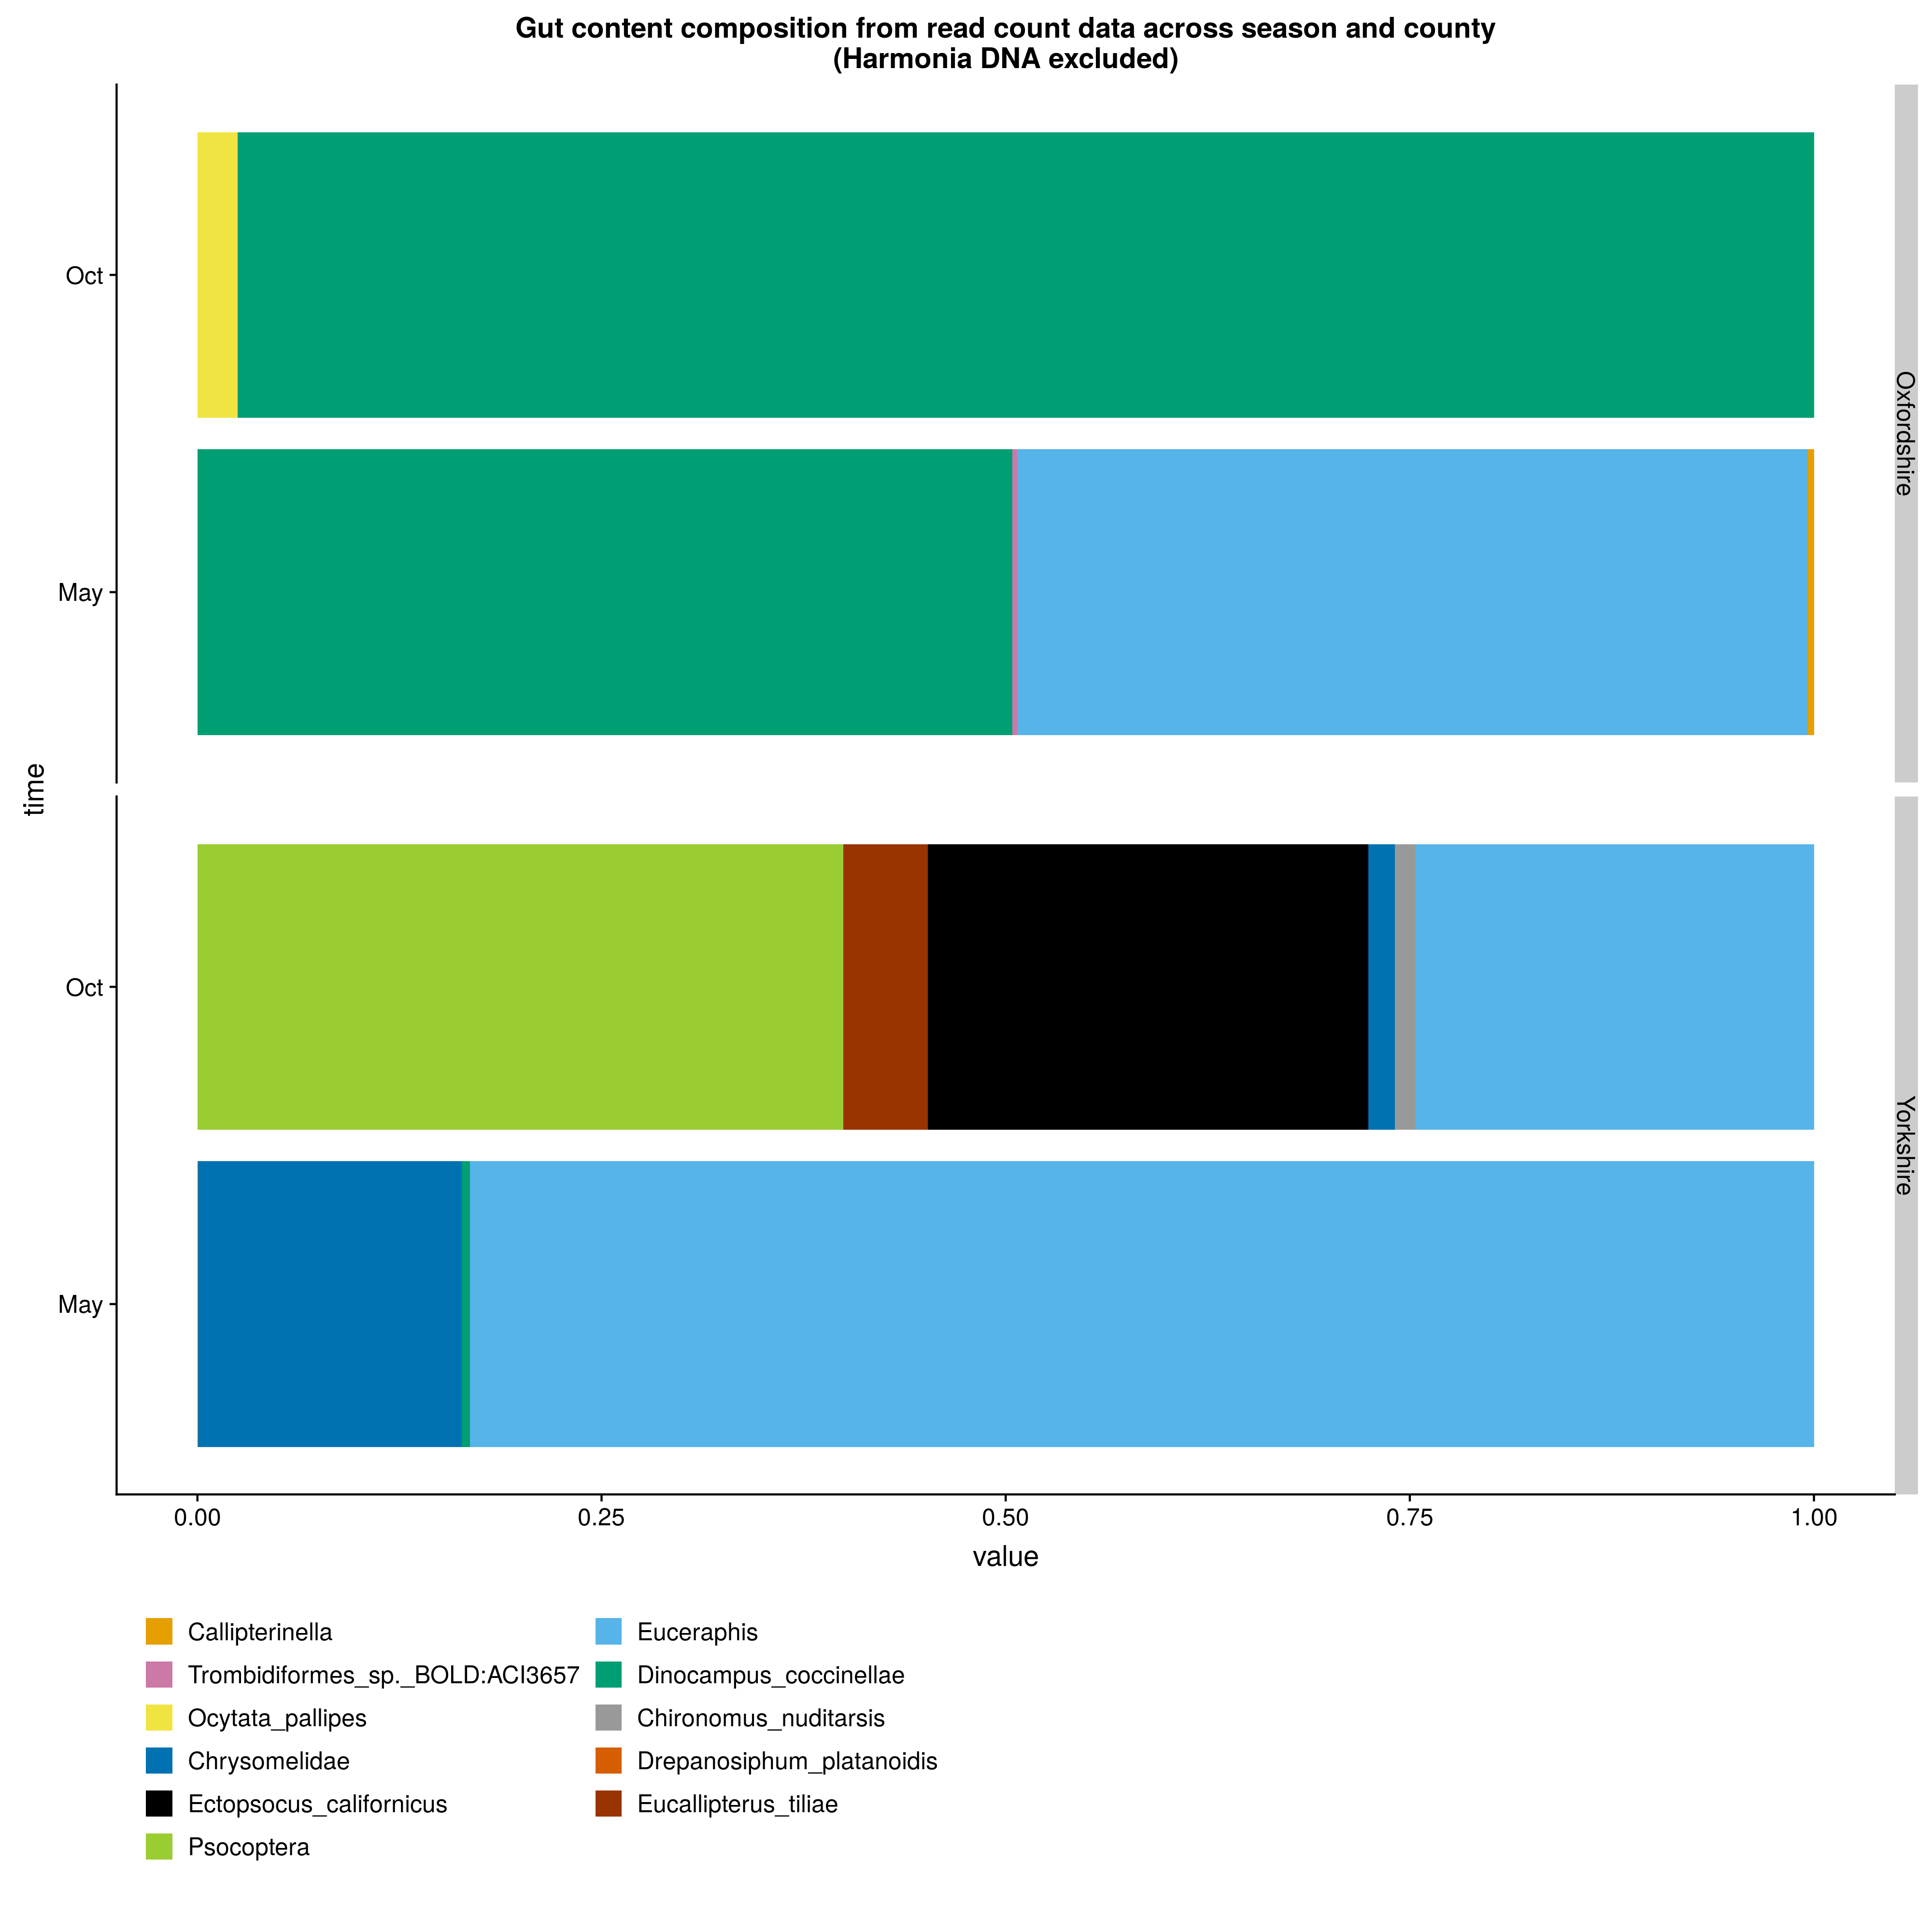 Gut content composition from read count data across season and county
(Harmonia DNA excluded)
Oct
May
Oxfordshire
time
Oct
May
Yorkshire
0.00
0.25
0.50
0.75
1.00
value
Callipterinella
Trombidiformes_sp._BOLD:ACI3657
Ocytata_pallipes
Chrysomelidae
Ectopsocus_californicus
Psocoptera
Euceraphis
Dinocampus_coccinellae
Chironomus_nuditarsis
Drepanosiphum_platanoidis
Eucallipterus_tiliae